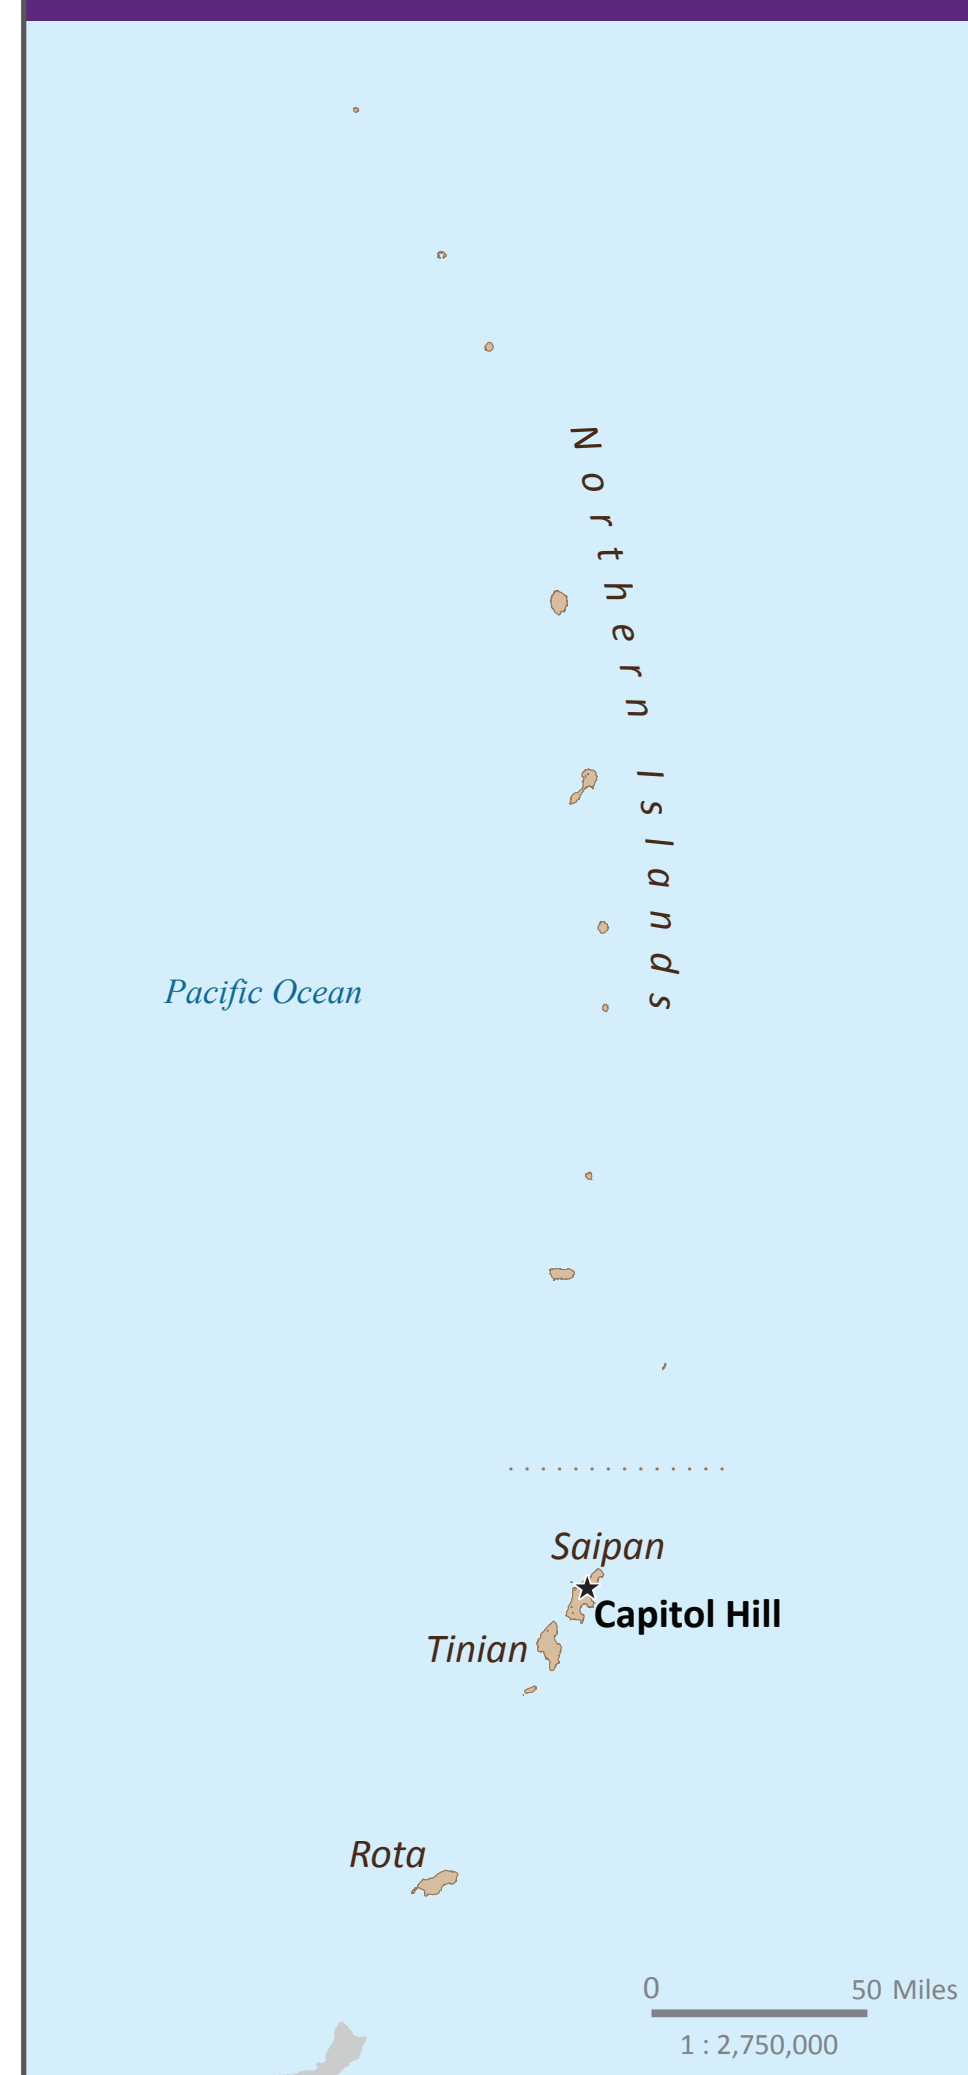 Northern Islands
Pacific Ocean
Saipan
Capitol Hill
Tinian
Rota
0 50 Miles
1 : 2,750,000